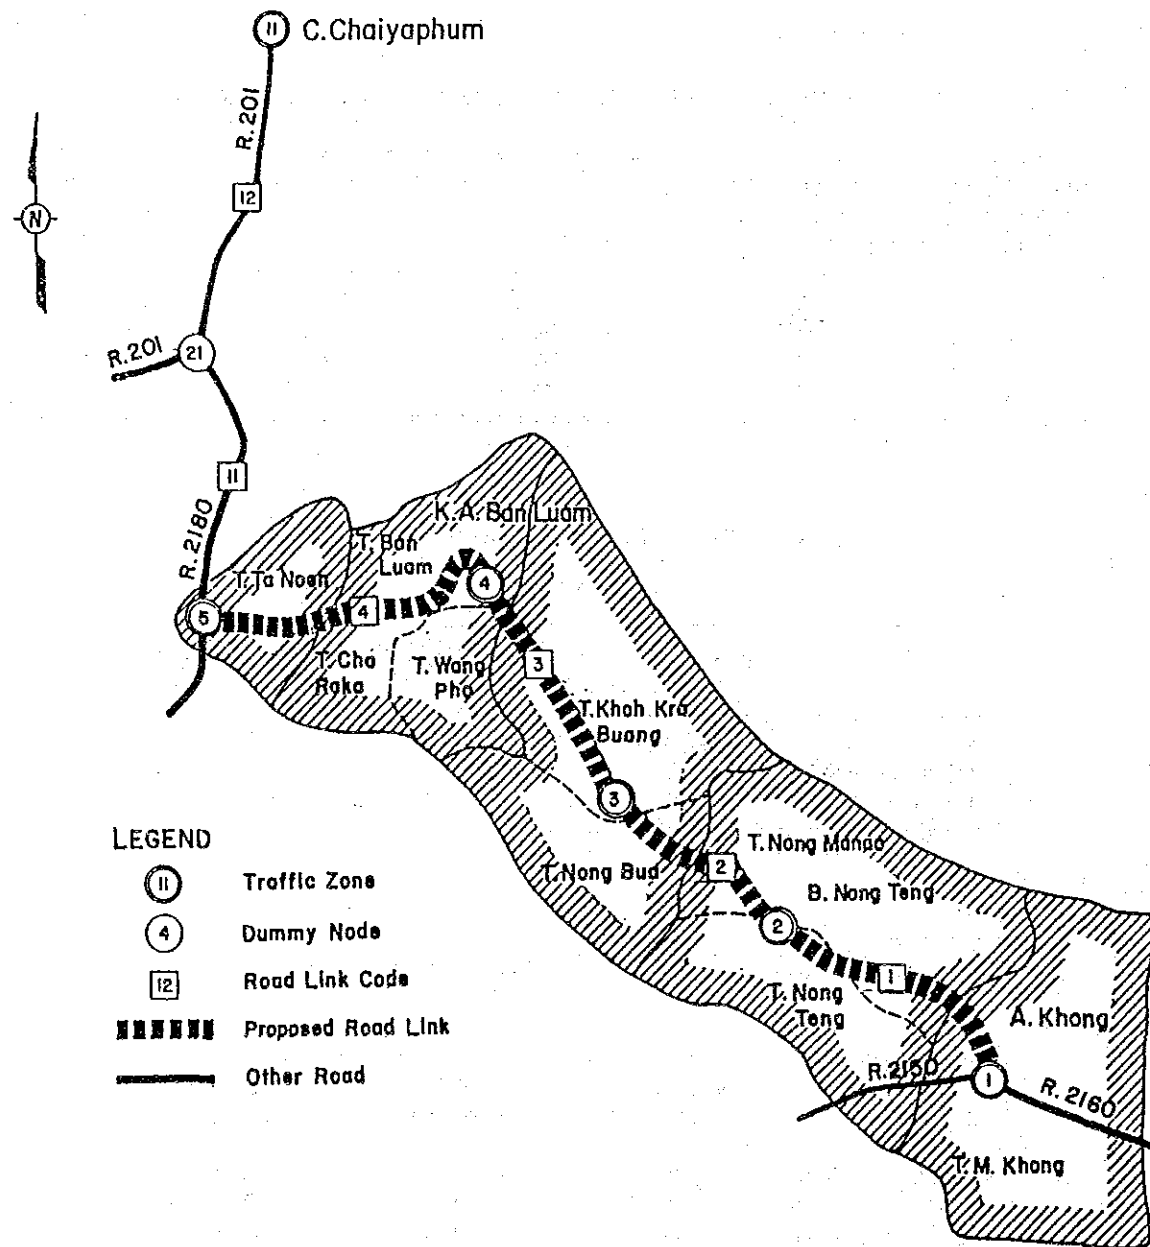 11 C. Chaiyaphum
R. 201
12
N
R. 201
21
11
R. 2180
K. A. Ban Luam
T. Ban
Luam
T. Ta Noen
4
5
4
T. Cha
Raka
T. Wang
Pho
3
T. Khoh Kra
Buang
3
LEGEND
11 Traffic Zone
4 Dummy Node
12 Road Link Code
Proposed Road Link
Other Road
T. Nong Bua
2
T. Nong Manao
B. Nong Teng
2
1
T. Nong
Teng
A. Khong
R. 2150
1
R. 2160
T. M. Khong